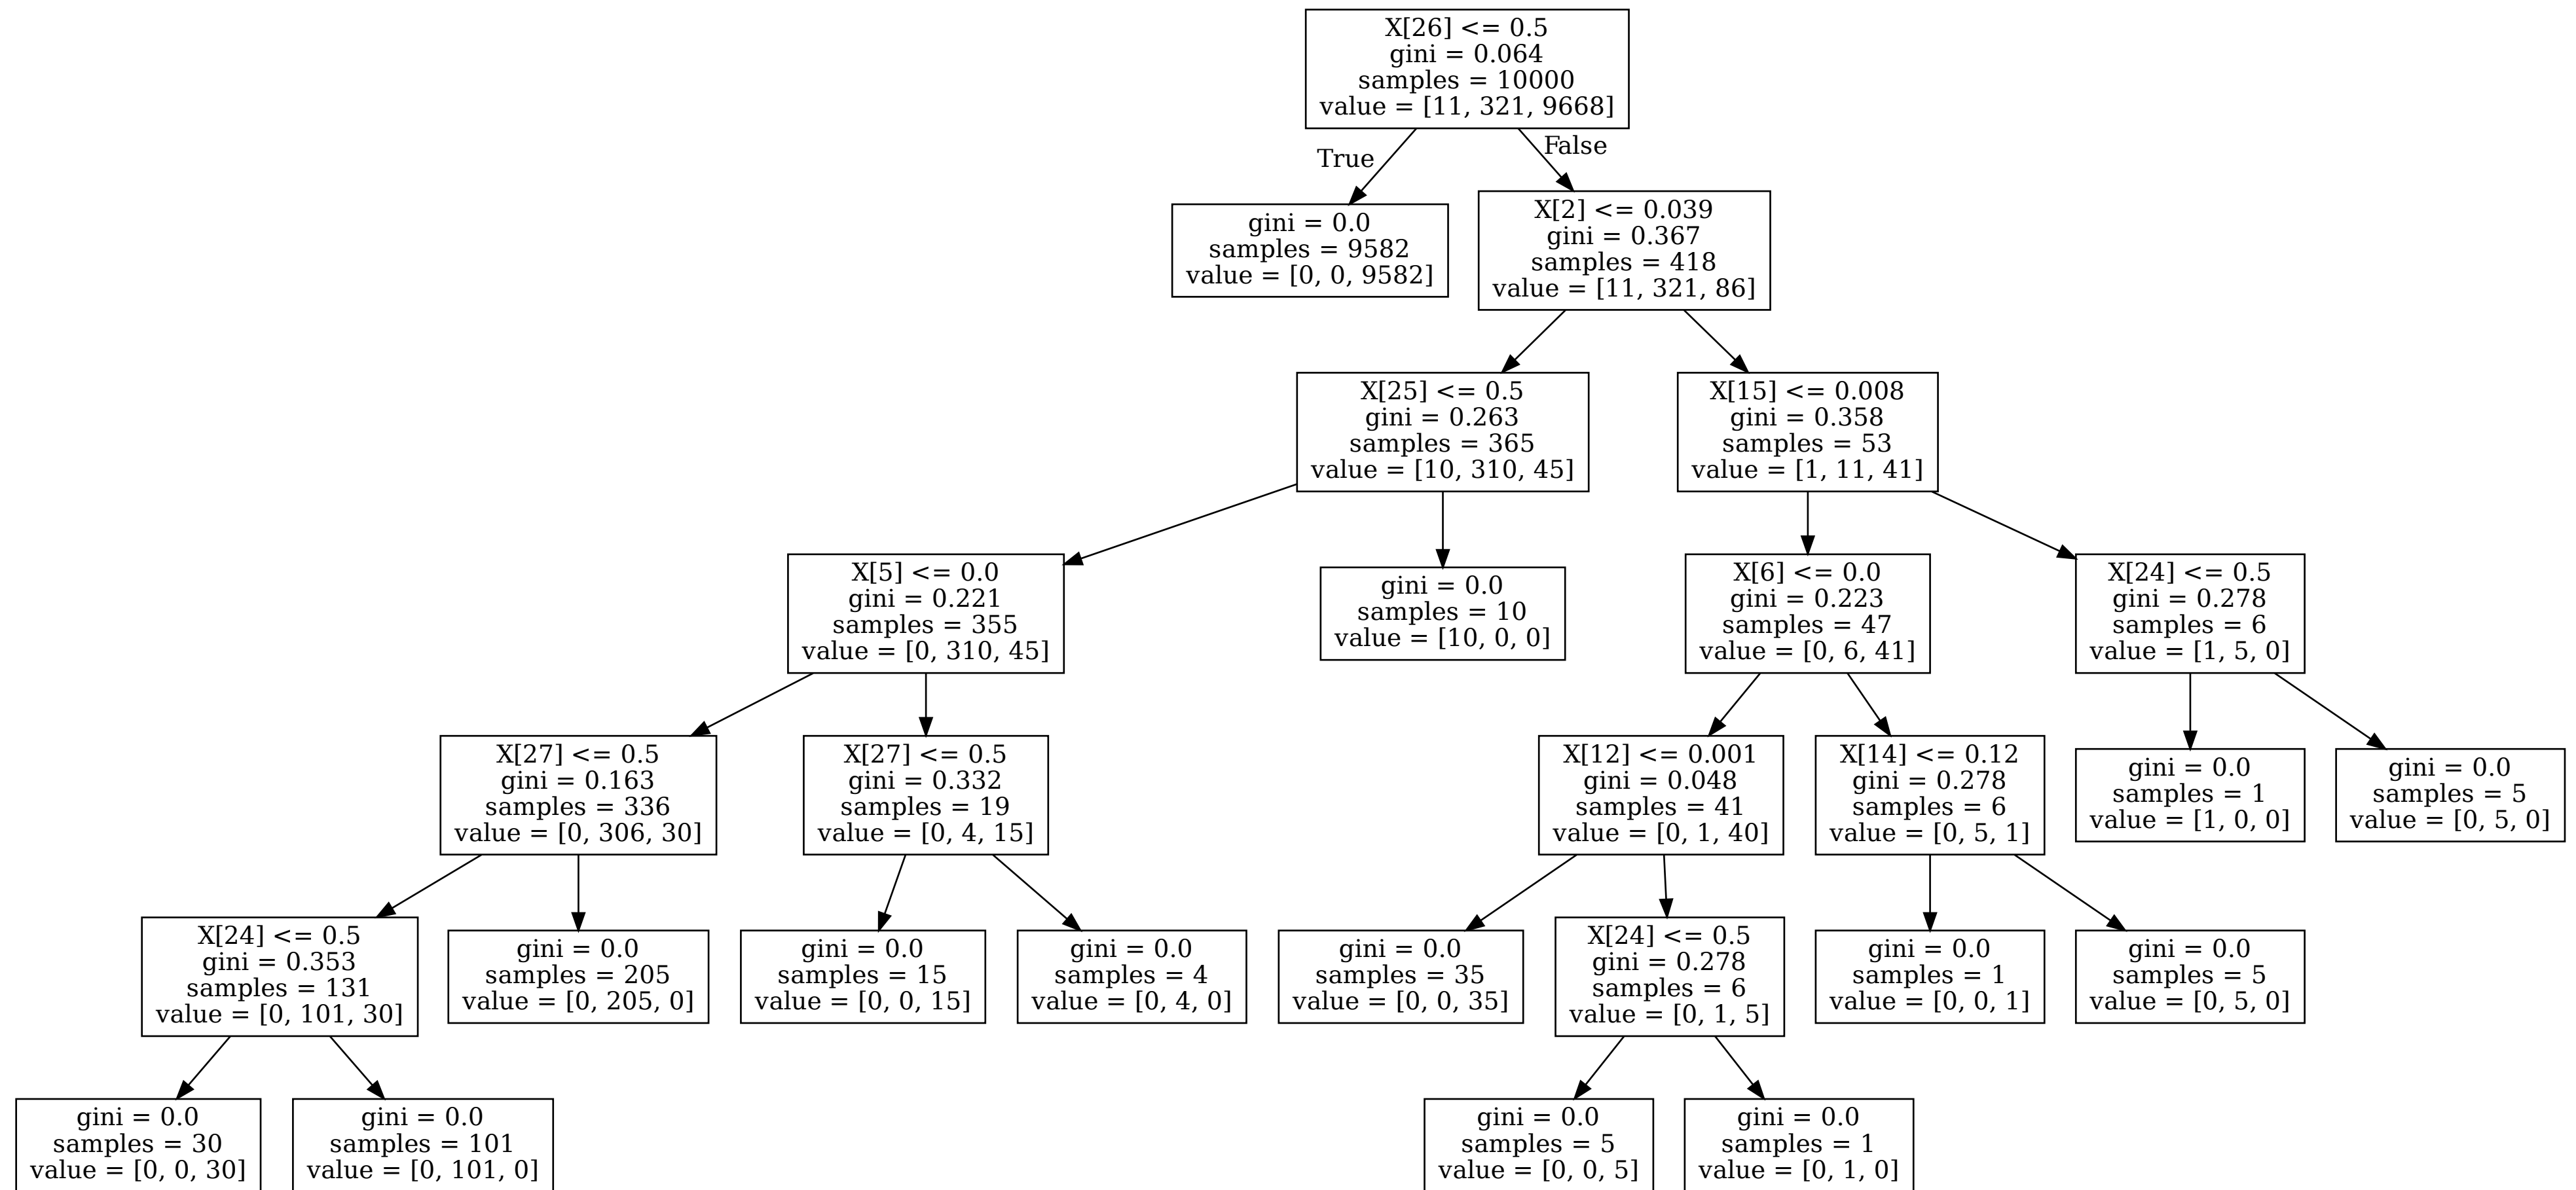 X[26] <= 0.5
gini = 0.064
samples = 10000
value = [11, 321, 9668]
True
False
gini = 0.0
samples = 9582
value = [0, 0, 9582]
X[2] <= 0.039
gini = 0.367
samples = 418
value = [11, 321, 86]
X[25] <= 0.5
gini = 0.263
samples = 365
value = [10, 310, 45]
X[15] <= 0.008
gini = 0.358
samples = 53
value = [1, 11, 41]
X[5] <= 0.0
gini = 0.221
samples = 355
value = [0, 310, 45]
gini = 0.0
samples = 10
value = [10, 0, 0]
X[6] <= 0.0
gini = 0.223
samples = 47
value = [0, 6, 41]
X[24] <= 0.5
gini = 0.278
samples = 6
value = [1, 5, 0]
X[27] <= 0.5
gini = 0.163
samples = 336
value = [0, 306, 30]
X[27] <= 0.5
gini = 0.332
samples = 19
value = [0, 4, 15]
X[12] <= 0.001
gini = 0.048
samples = 41
value = [0, 1, 40]
X[14] <= 0.12
gini = 0.278
samples = 6
value = [0, 5, 1]
gini = 0.0
samples = 1
value = [1, 0, 0]
gini = 0.0
samples = 5
value = [0, 5, 0]
X[24] <= 0.5
gini = 0.353
samples = 131
value = [0, 101, 30]
gini = 0.0
samples = 205
value = [0, 205, 0]
gini = 0.0
samples = 15
value = [0, 0, 15]
gini = 0.0
samples = 4
value = [0, 4, 0]
gini = 0.0
samples = 35
value = [0, 0, 35]
X[24] <= 0.5
gini = 0.278
samples = 6
value = [0, 1, 5]
gini = 0.0
samples = 1
value = [0, 0, 1]
gini = 0.0
samples = 5
value = [0, 5, 0]
gini = 0.0
samples = 30
value = [0, 0, 30]
gini = 0.0
samples = 101
value = [0, 101, 0]
gini = 0.0
samples = 5
value = [0, 0, 5]
gini = 0.0
samples = 1
value = [0, 1, 0]